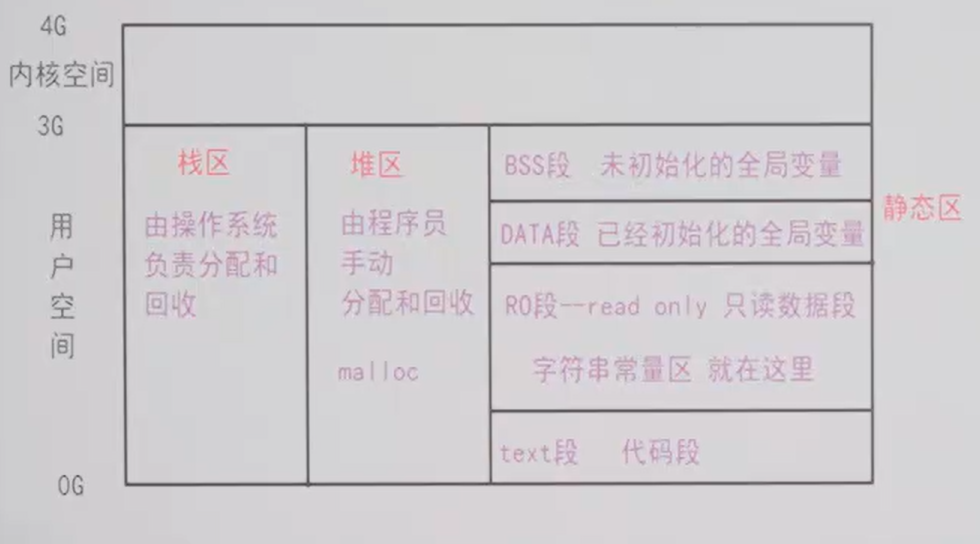 4G
内核空间
3G
用户空间
0G
栈区
由操作系统
负责分配和
回收
堆区
由程序员
手动
分配和回收
malloc
BSS段 未初始化的全局变量
DATA段 已经初始化的全局变量
RO段--read only 只读数据段
字符串常量区 就在这里
text段 代码段
静态区